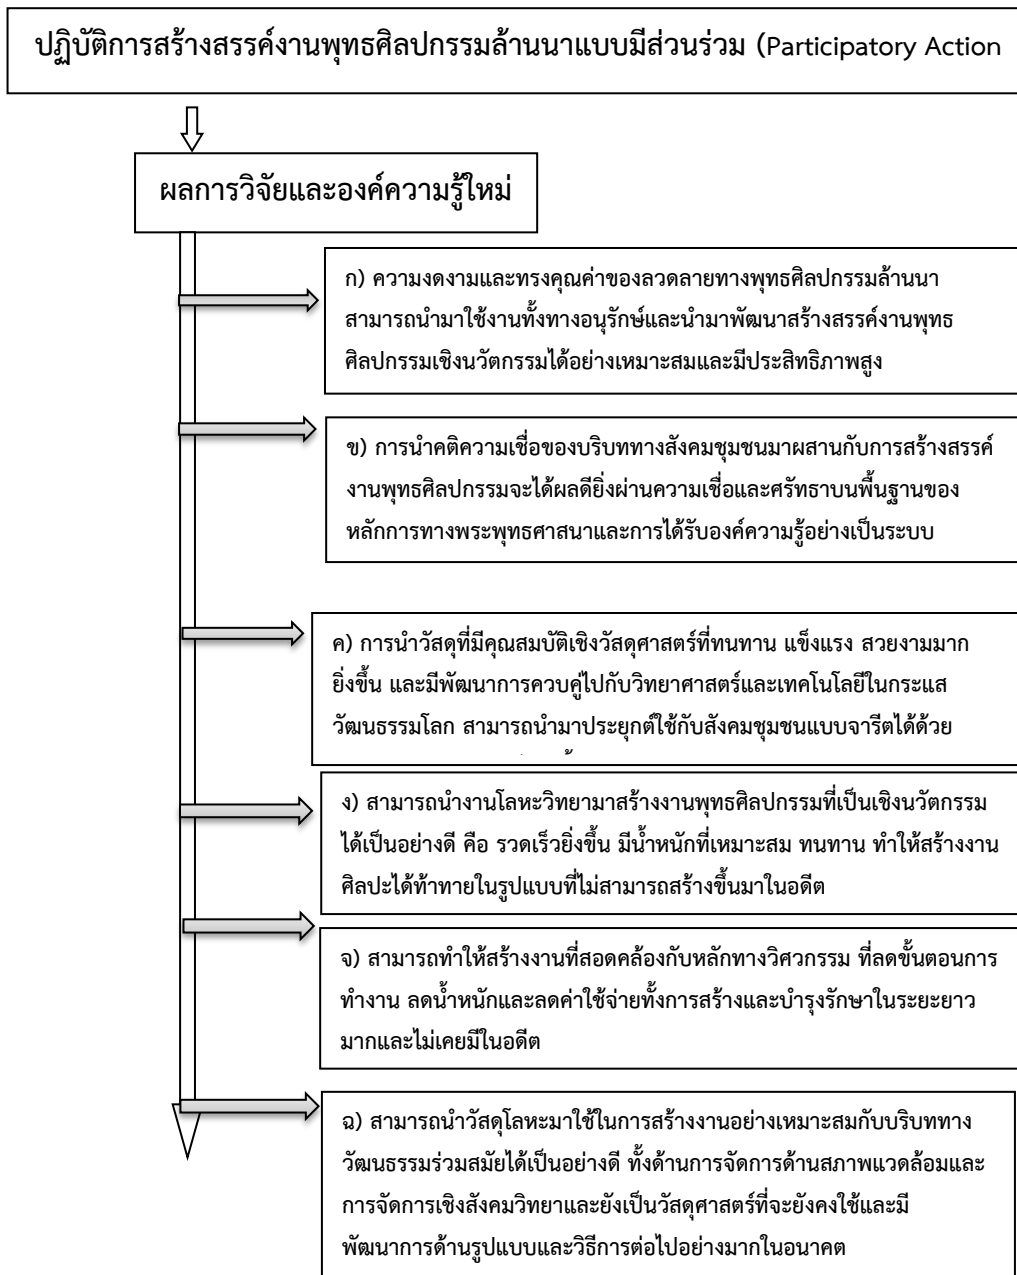 ปฏิบัติการสร้างสรรค์งานพุทธศิลปกรรมล้านนาแบบมีส่วนร่วม (Participatory Action
ผลการวิจัยและองค์ความรู้ใหม่
ก) ความงดงามและทรงคุณค่าของลวดลายทางพุทธศิลปกรรมล้านนา
สามารถนำมาใช้งานทั้งทางอนุรักษ์และนำมาพัฒนาสร้างสรรค์งานพุทธ
ศิลปกรรมเชิงนวัตกรรมได้อย่างเหมาะสมและมีประสิทธิภาพสูง
ข) การนำคติความเชื่อของบริบททางสังคมชุมชนมาผสานกับการสร้างสรรค์
งานพุทธศิลปกรรมจะได้ผลดียิ่งผ่านความเชื่อและศรัทธาบนพื้นฐานของ
หลักการทางพระพุทธศาสนาและการได้รับองค์ความรู้อย่างเป็นระบบ
ค) การนำวัสดุที่มีคุณสมบัติเชิงวัสดุศาสตร์ที่ทนทาน แข็งแรง สวยงามมาก
ยิ่งขึ้น และมีพัฒนาการควบคู่ไปกับวิทยาศาสตร์และเทคโนโลยีในกระแส
วัฒนธรรมโลก สามารถนำมาประยุกต์ใช้กับสังคมชุมชนแบบจารีตได้ด้วย
ง) สามารถนำงานโลหะวิทยามาสร้างงานพุทธศิลปกรรมที่เป็นเชิงนวัตกรรม
ได้เป็นอย่างดี คือ รวดเร็วยิ่งขึ้น มีน้ำหนักที่เหมาะสม ทนทาน ทำให้สร้างงาน
ศิลปะได้ท้าทายในรูปแบบที่ไม่สามารถสร้างขึ้นมาในอดีต
จ) สามารถทำให้สร้างงานที่สอดคล้องกับหลักทางวิศวกรรม ที่ลดขั้นตอนการ
ทำงาน ลดน้ำหนักและลดค่าใช้จ่ายทั้งการสร้างและบำรุงรักษาในระยะยาว
มากและไม่เคยมีในอดีต
ฉ) สามารถนำวัสดุโลหะมาใช้ในการสร้างงานอย่างเหมาะสมกับบริบททาง
วัฒนธรรมร่วมสมัยได้เป็นอย่างดี ทั้งด้านการจัดการด้านสภาพแวดล้อมและ
การจัดการเชิงสังคมวิทยาและยังเป็นวัสดุศาสตร์ที่จะยังคงใช้และมี
พัฒนาการด้านรูปแบบและวิธีการต่อไปอย่างมากในอนาคต